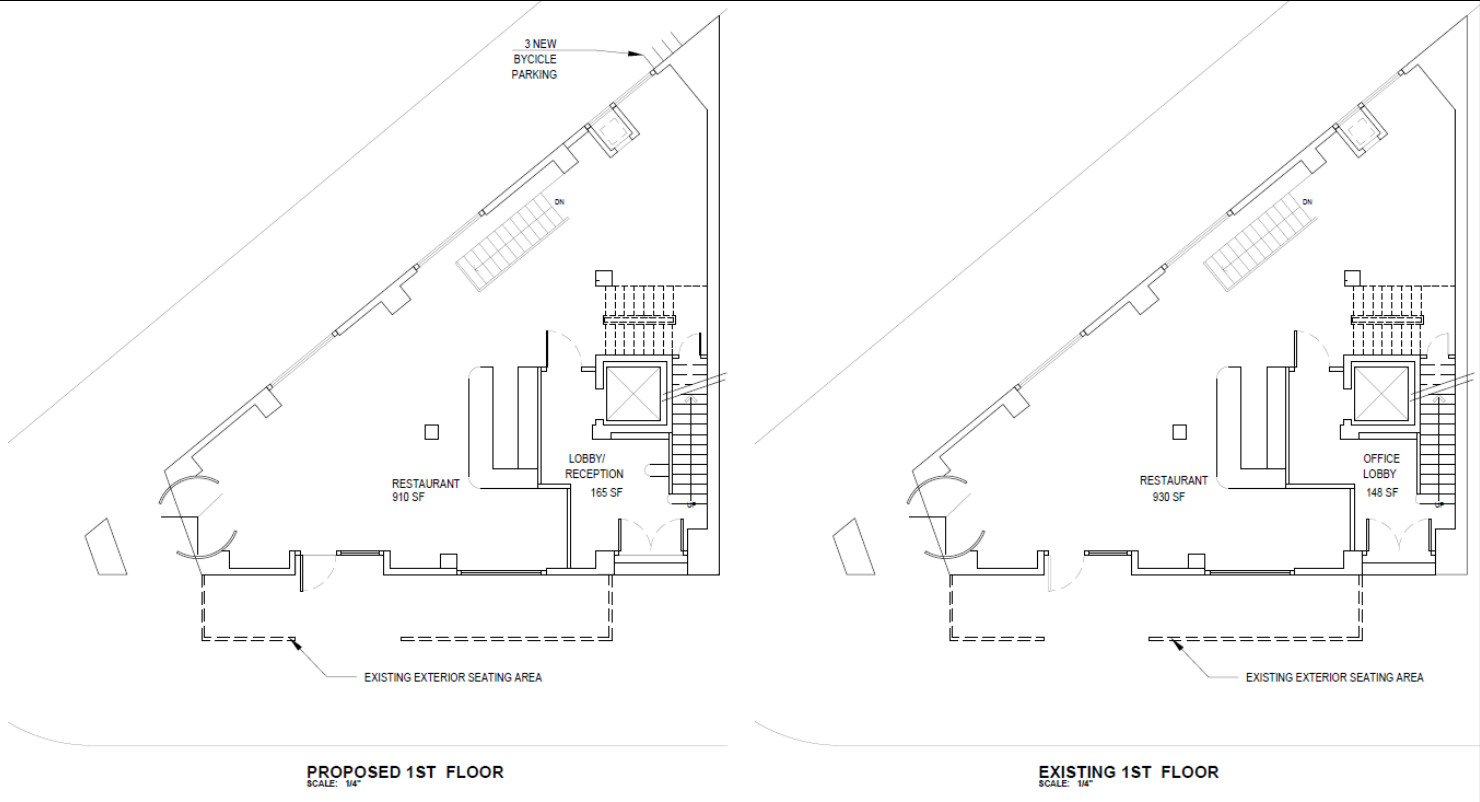 3 NEW
BYCICLE
PARKING
DN
LOBBY/
RECEPTION
165 SF
RESTAURANT
910 SF
UP
EXISTING EXTERIOR SEATING AREA
PROPOSED 1ST FLOOR
SCALE: 1/4"
DN
OFFICE
LOBBY
148 SF
RESTAURANT
930 SF
UP
EXISTING EXTERIOR SEATING AREA
EXISTING 1ST FLOOR
SCALE: 1/4"